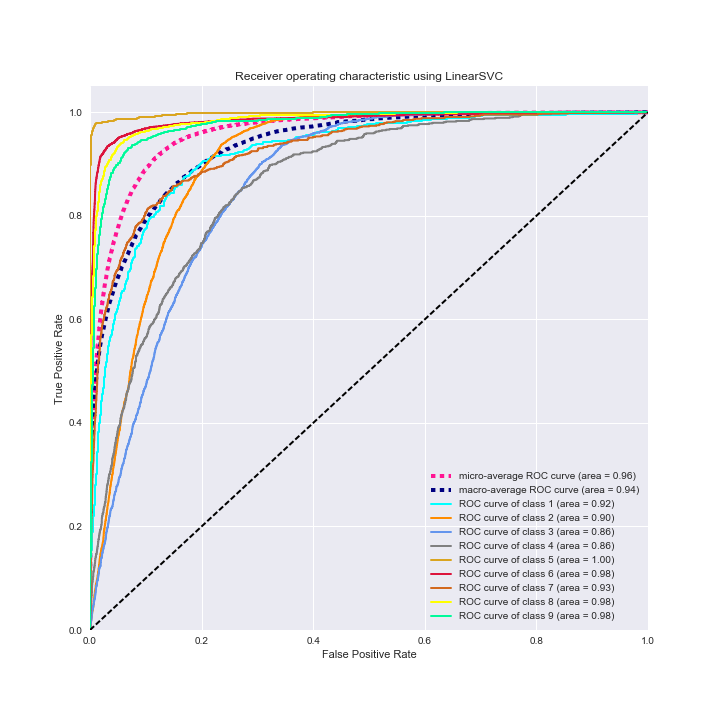 Receiver operating characteristic using LinearSVC
True Positive Rate
1.0
0.8
0.6
0.4
0.2
0.0
micro-average ROC curve (area = 0.96)
macro-average ROC curve (area = 0.94)
ROC curve of class 1 (area = 0.92)
ROC curve of class 2 (area = 0.90)
ROC curve of class 3 (area = 0.86)
ROC curve of class 4 (area = 0.86)
ROC curve of class 5 (area = 1.00)
ROC curve of class 6 (area = 0.98)
ROC curve of class 7 (area = 0.93)
ROC curve of class 8 (area = 0.98)
ROC curve of class 9 (area = 0.98)
0.0 0.2 0.4 0.6 0.8 1.0
False Positive Rate